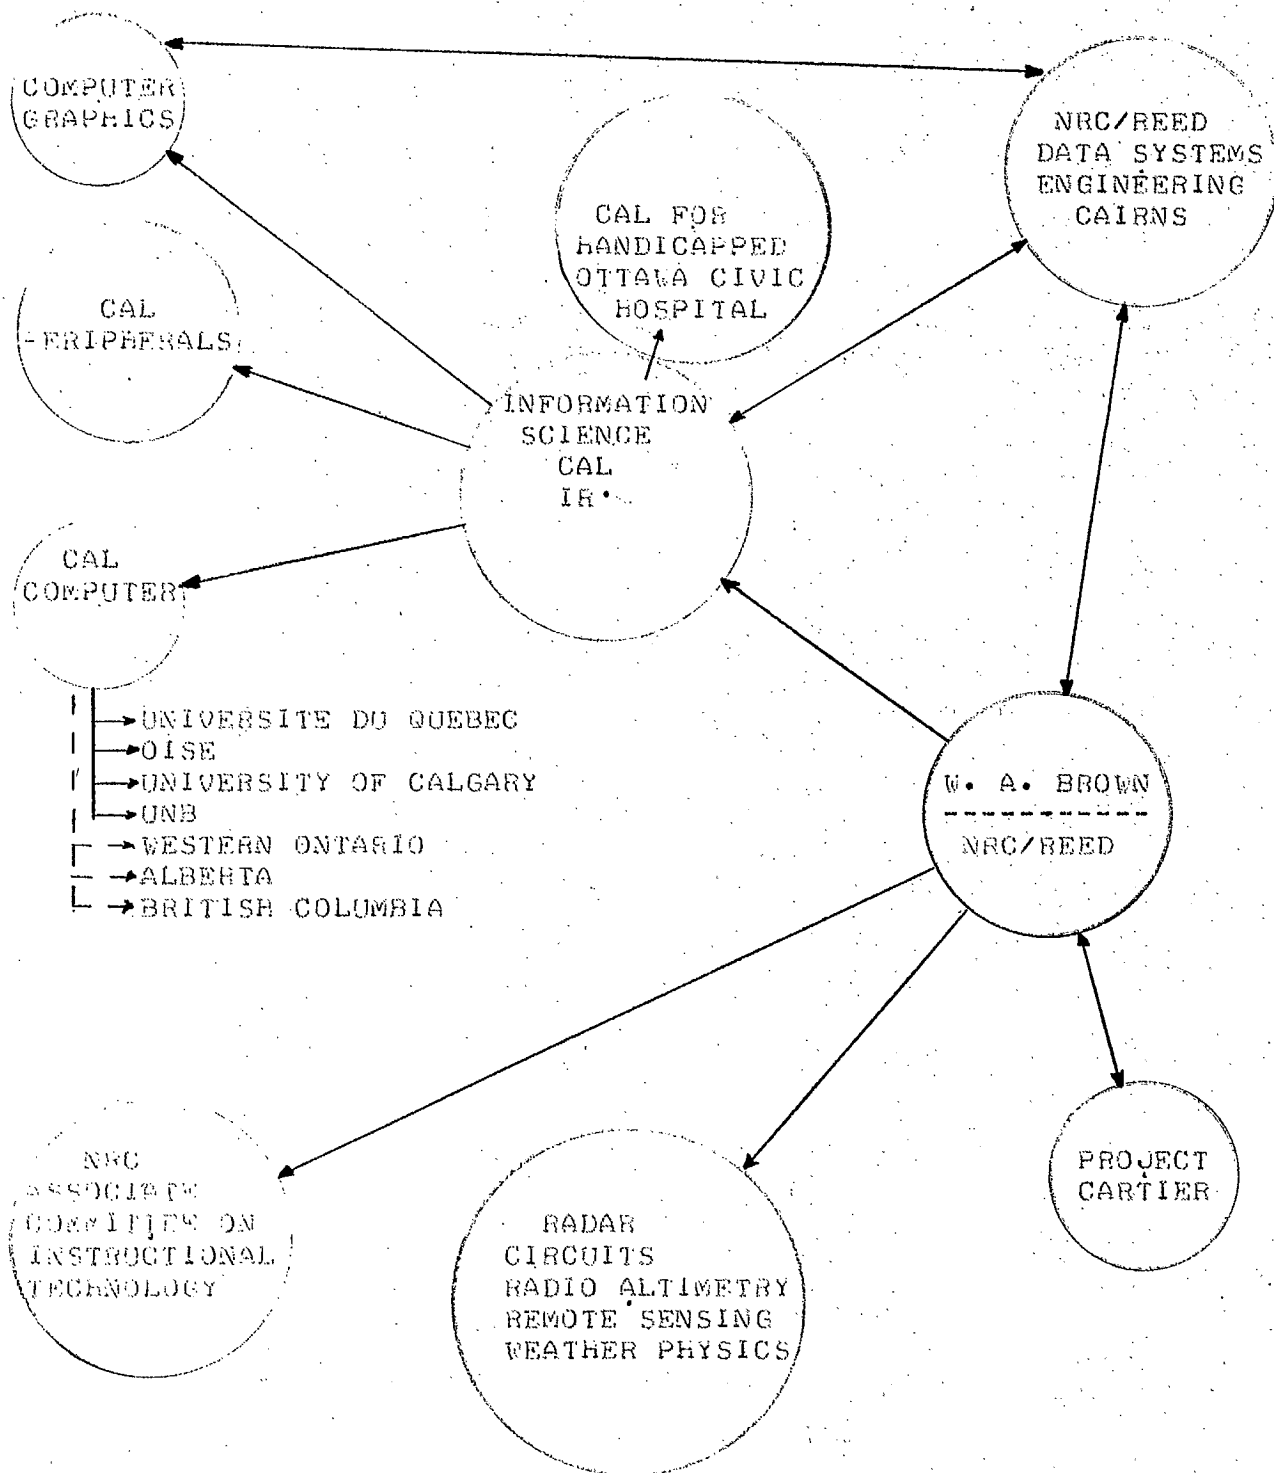 COMPUTER
GRAPHICS
NRC/REED
DATA SYSTEMS
ENGINEERING
CAIRNS
CAL FOR
HANDICAPPED
OTTAWA CIVIC
HOSPITAL
CAL
-ERIPHERALS
INFORMATION
SCIENCE
CAL
IR
CAL
COMPUTER
UNIVERSITE DU QUEBEC
OISE
UNIVERSITY OF CALGARY
UNB
WESTERN ONTARIO
ALBERTA
BRITISH COLUMBIA
W. A. BROWN
NRC/REED
NRC
ASSOCIATE
COMMITTEE ON
INSTRUCTIONAL
TECHNOLOGY
RADAR
CIRCUITS
RADIO ALTIMETRY
REMOTE SENSING
WEATHER PHYSICS
PROJECT
CARTIER